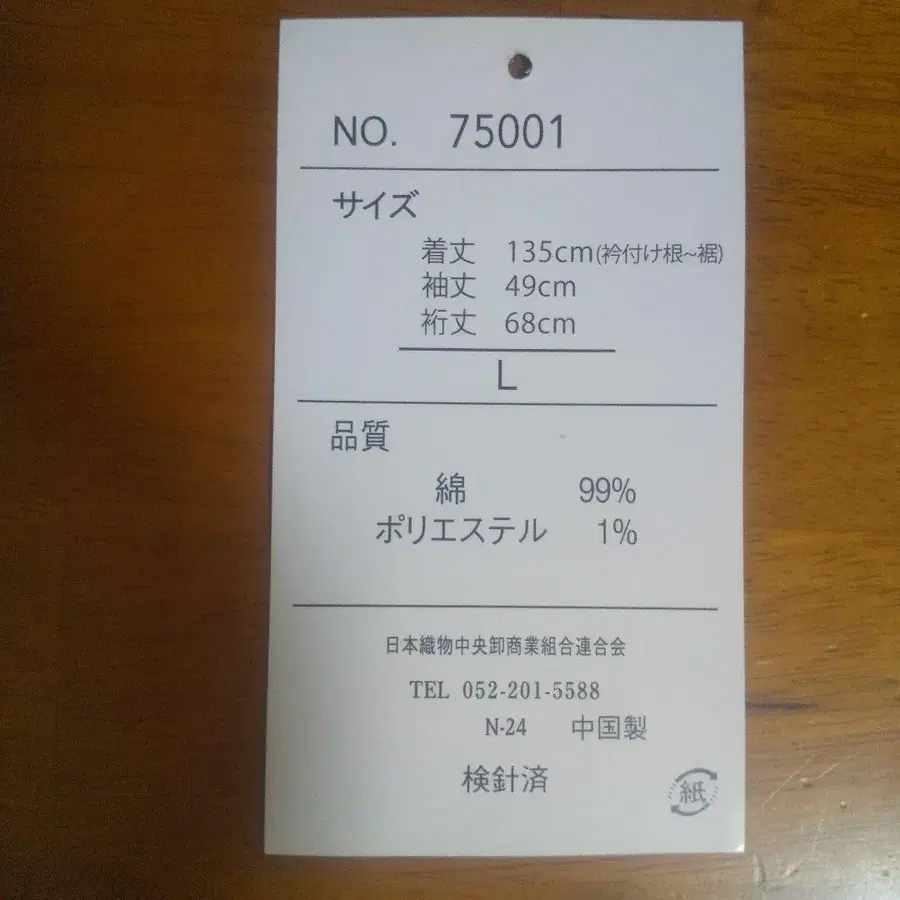 NO. 75001
サイズ
着丈 135cm(衿付け根~裾)
袖丈 49cm
裄丈 68cm
L
品質
綿 99%
ポリエステル 1%
日本織物中央卸商業組合連合会
TEL 052-201-5588
N-24 中国製
検針済
紙